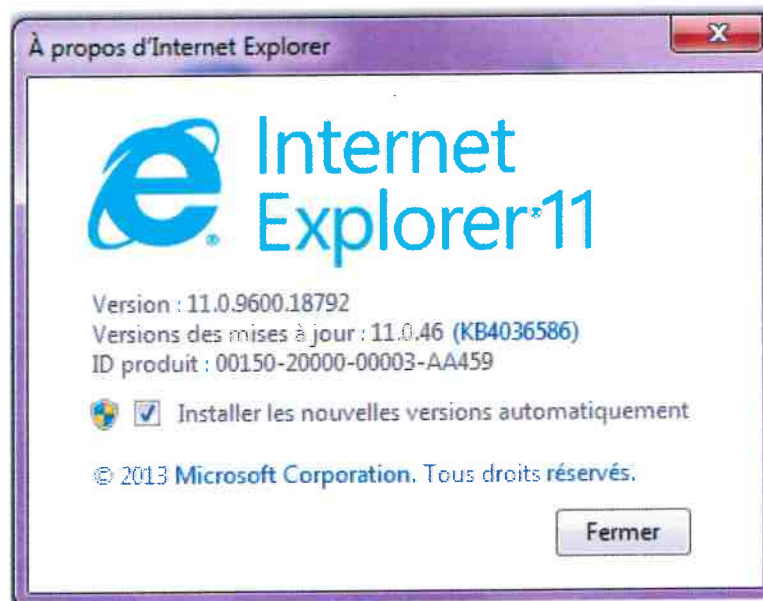 À propos d'Internet Explorer
Internet
Explorer®11
Version : 11.0.9600.18792
Versions des mises à jour : 11.0.46 (KB4036586)
ID produit : 00150-20000-00003-AA459
Installer les nouvelles versions automatiquement
© 2013 Microsoft Corporation. Tous droits réservés.
Fermer